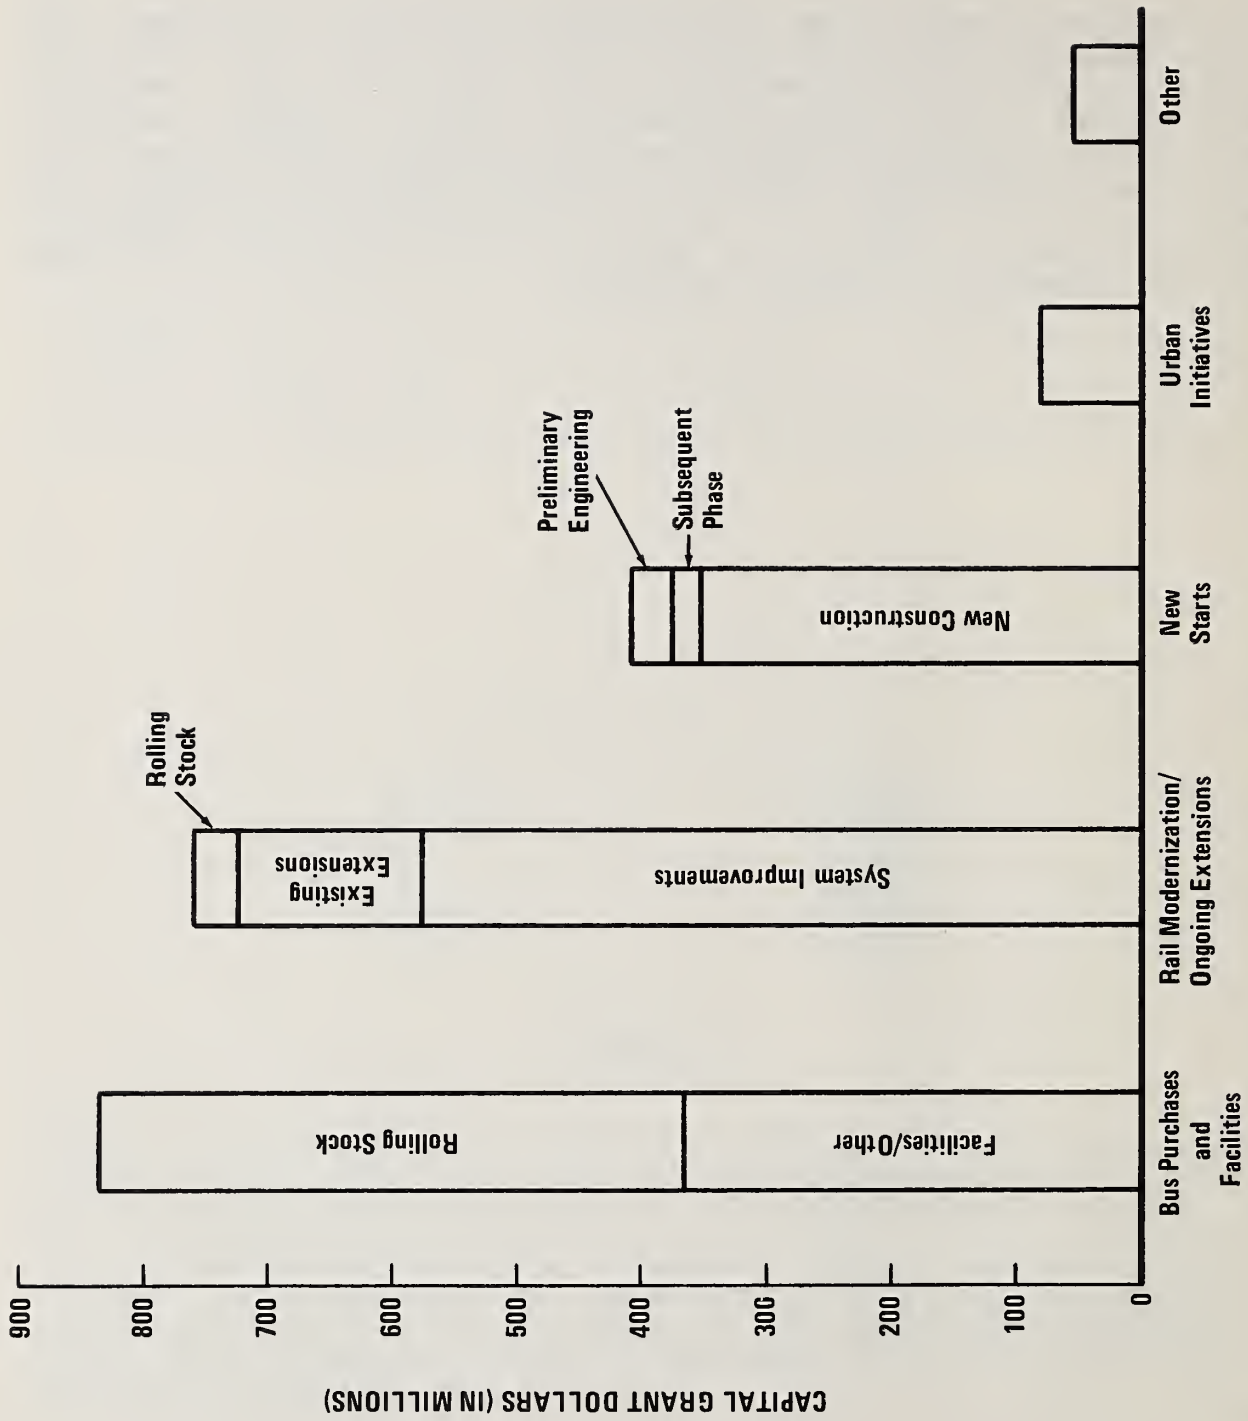 CAPITAL GRANT DOLLARS (IN MILLIONS)
900
800
700
600
500
400
300
200
100
0
Rolling Stock
Facilities/Other
Bus Purchases
and
Facilities
Rolling
Stock
Existing
Extensions
System Improvements
Rail Modernization/
Ongoing Extensions
Preliminary
Engineering
Subsequent
Phase
New Construction
New
Starts
Urban
Initiatives
Other